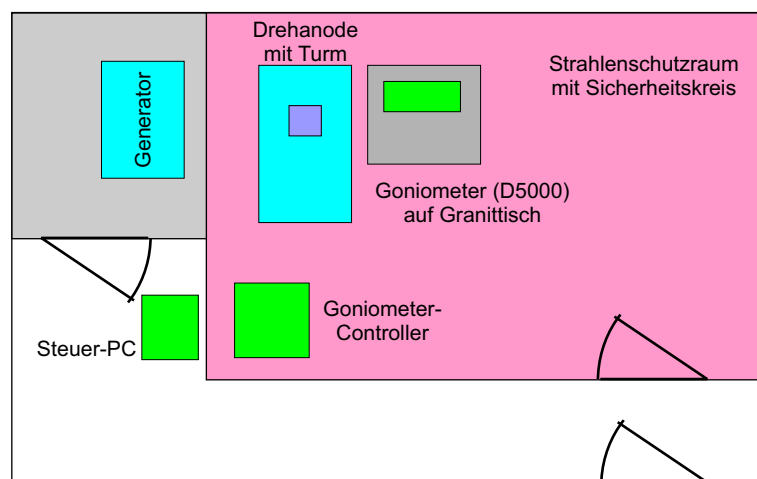 Drehanode
mit Turm
Strahlenschutzraum
mit Sicherheitskreis
Generator
Goniometer (D5000)
auf Granittisch
Goniometer-
Controller
Steuer-PC